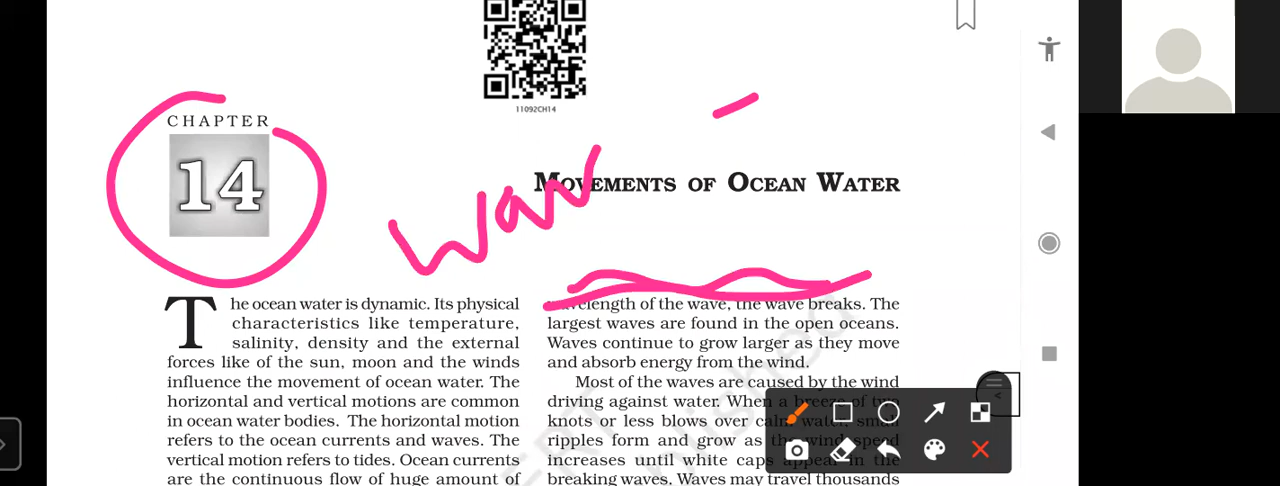 11092CH14
CHAPTER
14
MOVEMENTS OF OCEAN WATER
wav
The ocean water is dynamic. Its physical
characteristics like temperature,
salinity, density and the external
forces like of the sun, moon and the winds
influence the movement of ocean water. The
horizontal and vertical motions are common
in ocean water bodies. The horizontal motion
refers to the ocean currents and waves. The
vertical motion refers to tides. Ocean currents
are the continuous flow of huge amount of
wavelength of the wave, the wave breaks. The
largest waves are found in the open oceans.
Waves continue to grow larger as they move
and absorb energy from the wind.
Most of the waves are caused by the wind
driving against water. When a breeze of two
knots or less blows over calm water, small
ripples form and grow as the wind speed
increases until white caps appear in the
breaking waves. Waves may travel thousands